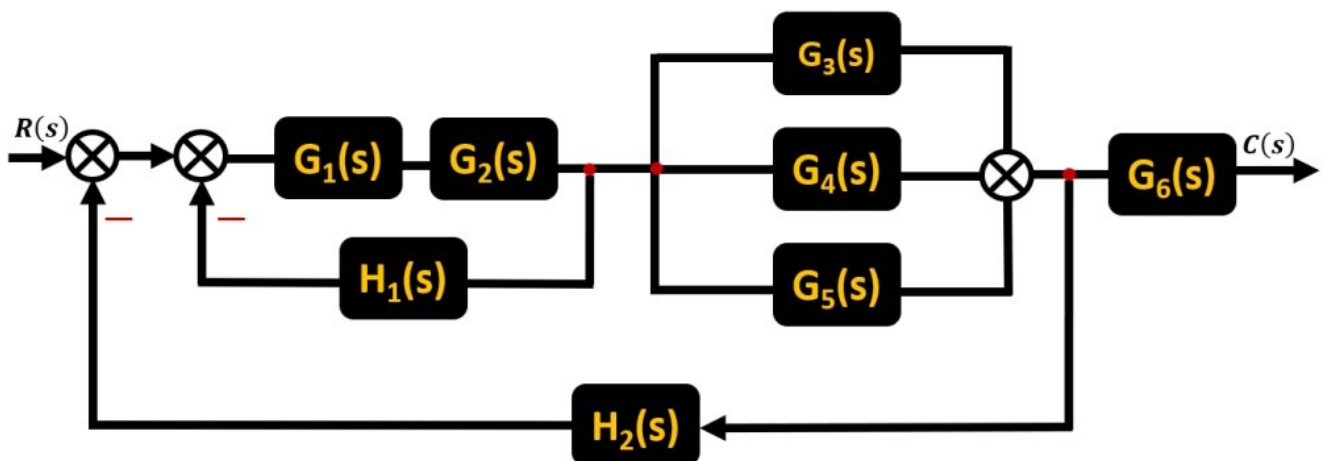 G₃(s)
R(s)
G₁(s) G₂(s)
G₄(s)
G₆(s)
C(s)
—
—
H₁(s)
G₅(s)
H₂(s)